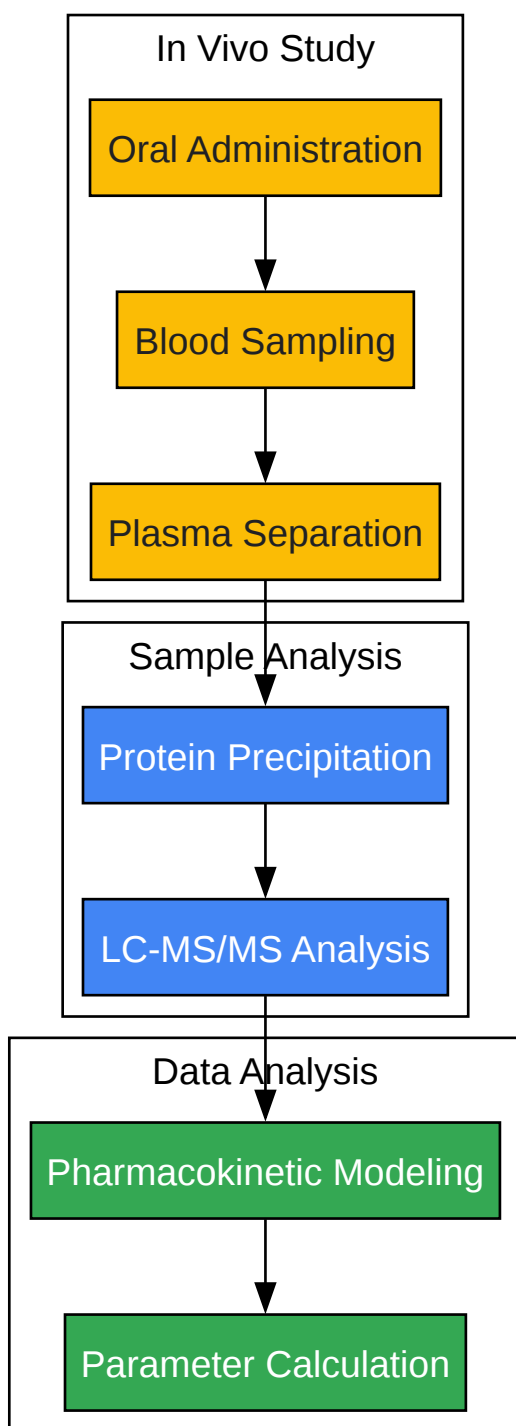 In Vivo Study
Oral Administration
Blood Sampling
Plasma Separation
Sample Analysis
Protein Precipitation
LC-MS/MS Analysis
Data Analysis
Pharmacokinetic Modeling
Parameter Calculation